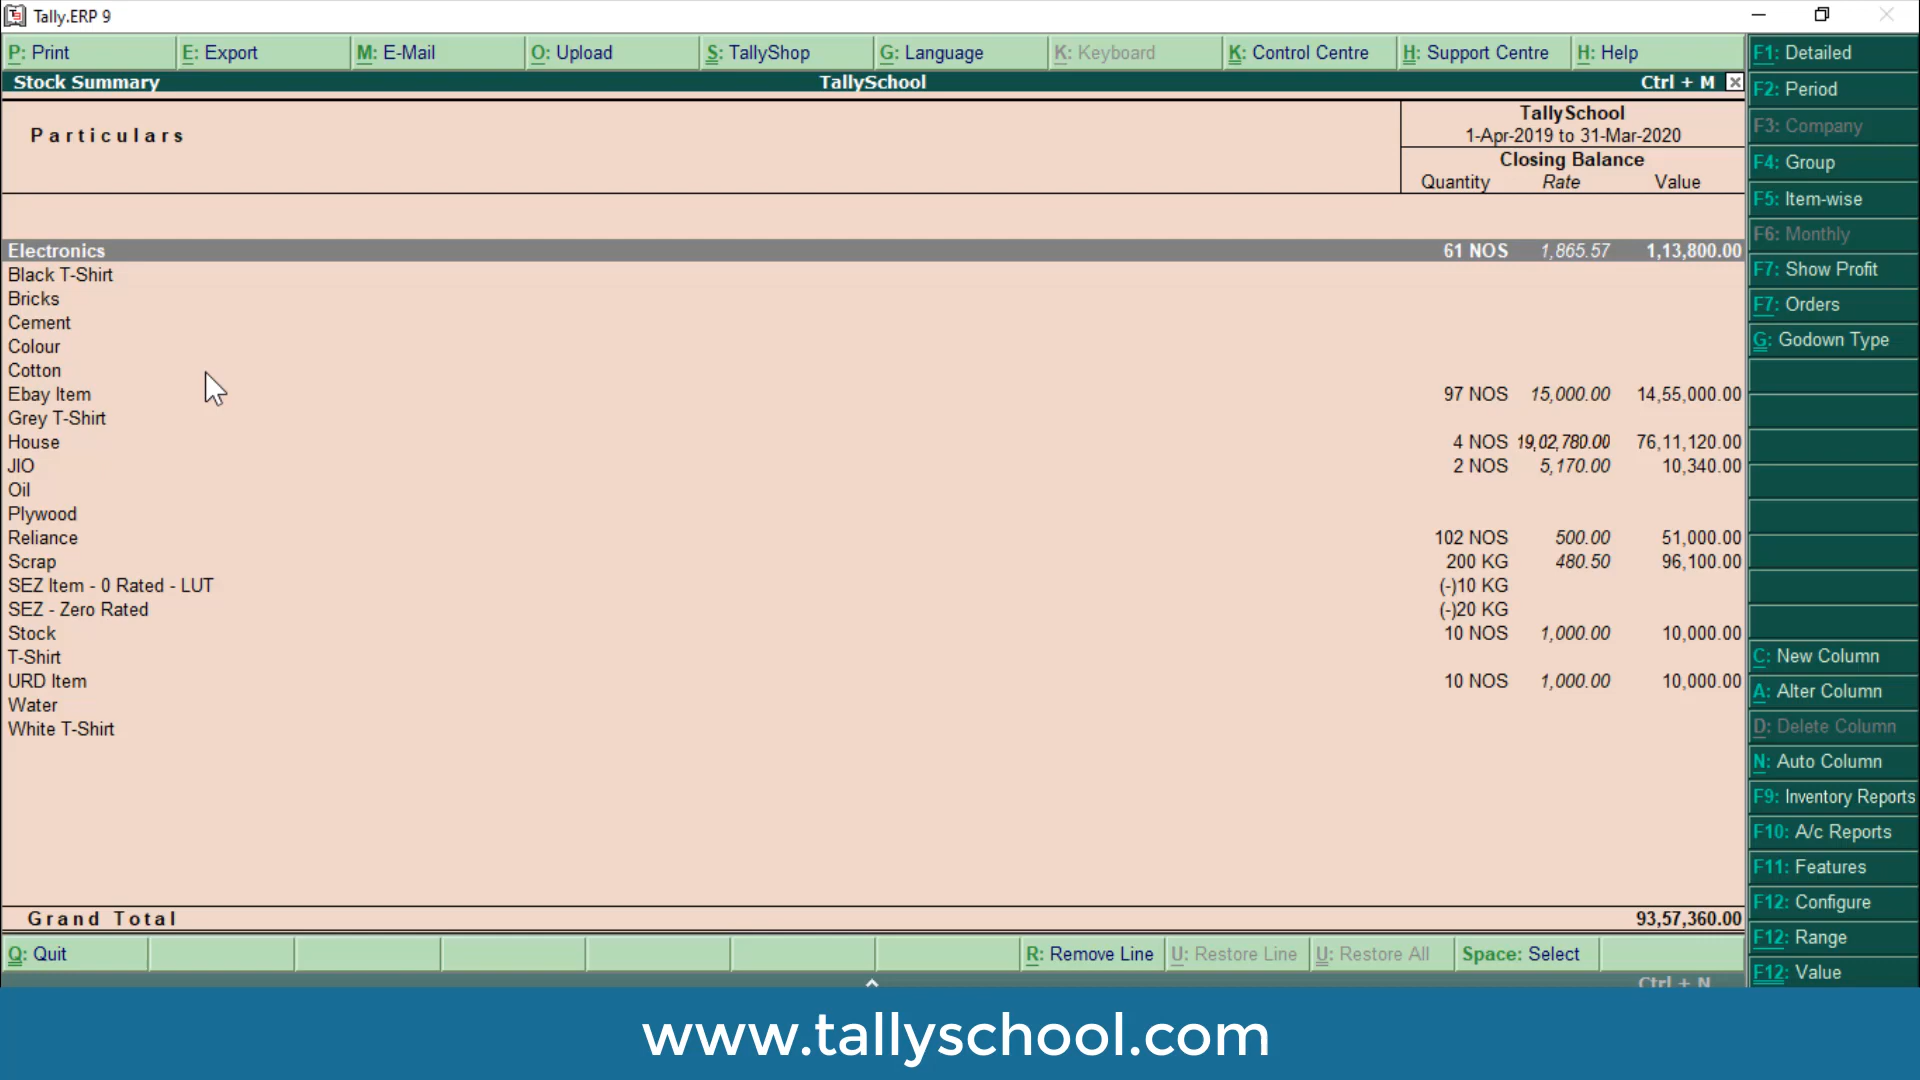 Tally.ERP 9
P: Print E: Export M: E-Mail O: Upload S: TallyShop G: Language K: Keyboard K: Control Centre H: Support Centre H: Help
Stock Summary TallySchool Ctrl + M
Particulars
TallySchool
1-Apr-2019 to 31-Mar-2020
Closing Balance
Quantity Rate Value
Electronics 61 NOS 1,865.57 1,13,800.00
Black T-Shirt
Bricks
Cement
Colour
Cotton
Ebay Item 97 NOS 15,000.00 14,55,000.00
Grey T-Shirt
House 4 NOS 19,02,780.00 76,11,120.00
JIO 2 NOS 5,170.00 10,340.00
Oil
Plywood
Reliance 102 NOS 500.00 51,000.00
Scrap 200 KG 480.50 96,100.00
SEZ Item - 0 Rated - LUT (-)10 KG
SEZ - Zero Rated (-)20 KG
Stock 10 NOS 1,000.00 10,000.00
T-Shirt
URD Item 10 NOS 1,000.00 10,000.00
Water
White T-Shirt
Grand Total 93,57,360.00
Q: Quit R: Remove Line U: Restore Line U: Restore All Space: Select
Ctrl + N
F1: Detailed
F2: Period
F3: Company
F4: Group
F5: Item-wise
F6: Monthly
F7: Show Profit
F7: Orders
G: Godown Type
C: New Column
A: Alter Column
D: Delete Column
N: Auto Column
F9: Inventory Reports
F10: A/c Reports
F11: Features
F12: Configure
F12: Range
F12: Value
www.tallyschool.com